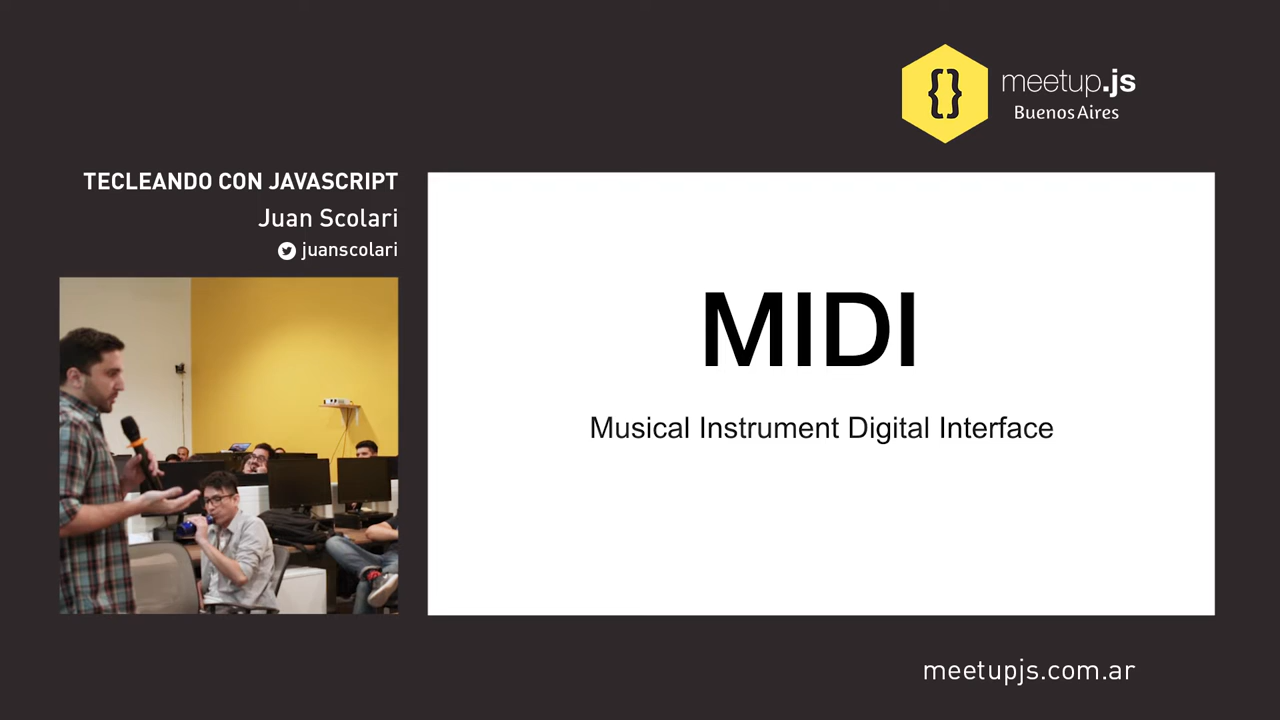 {}
meetup.js
Buenos Aires
TECLEANDO CON JAVASCRIPT
Juan Scolari
juanscolari
MIDI
Musical Instrument Digital Interface
meetupjs.com.ar